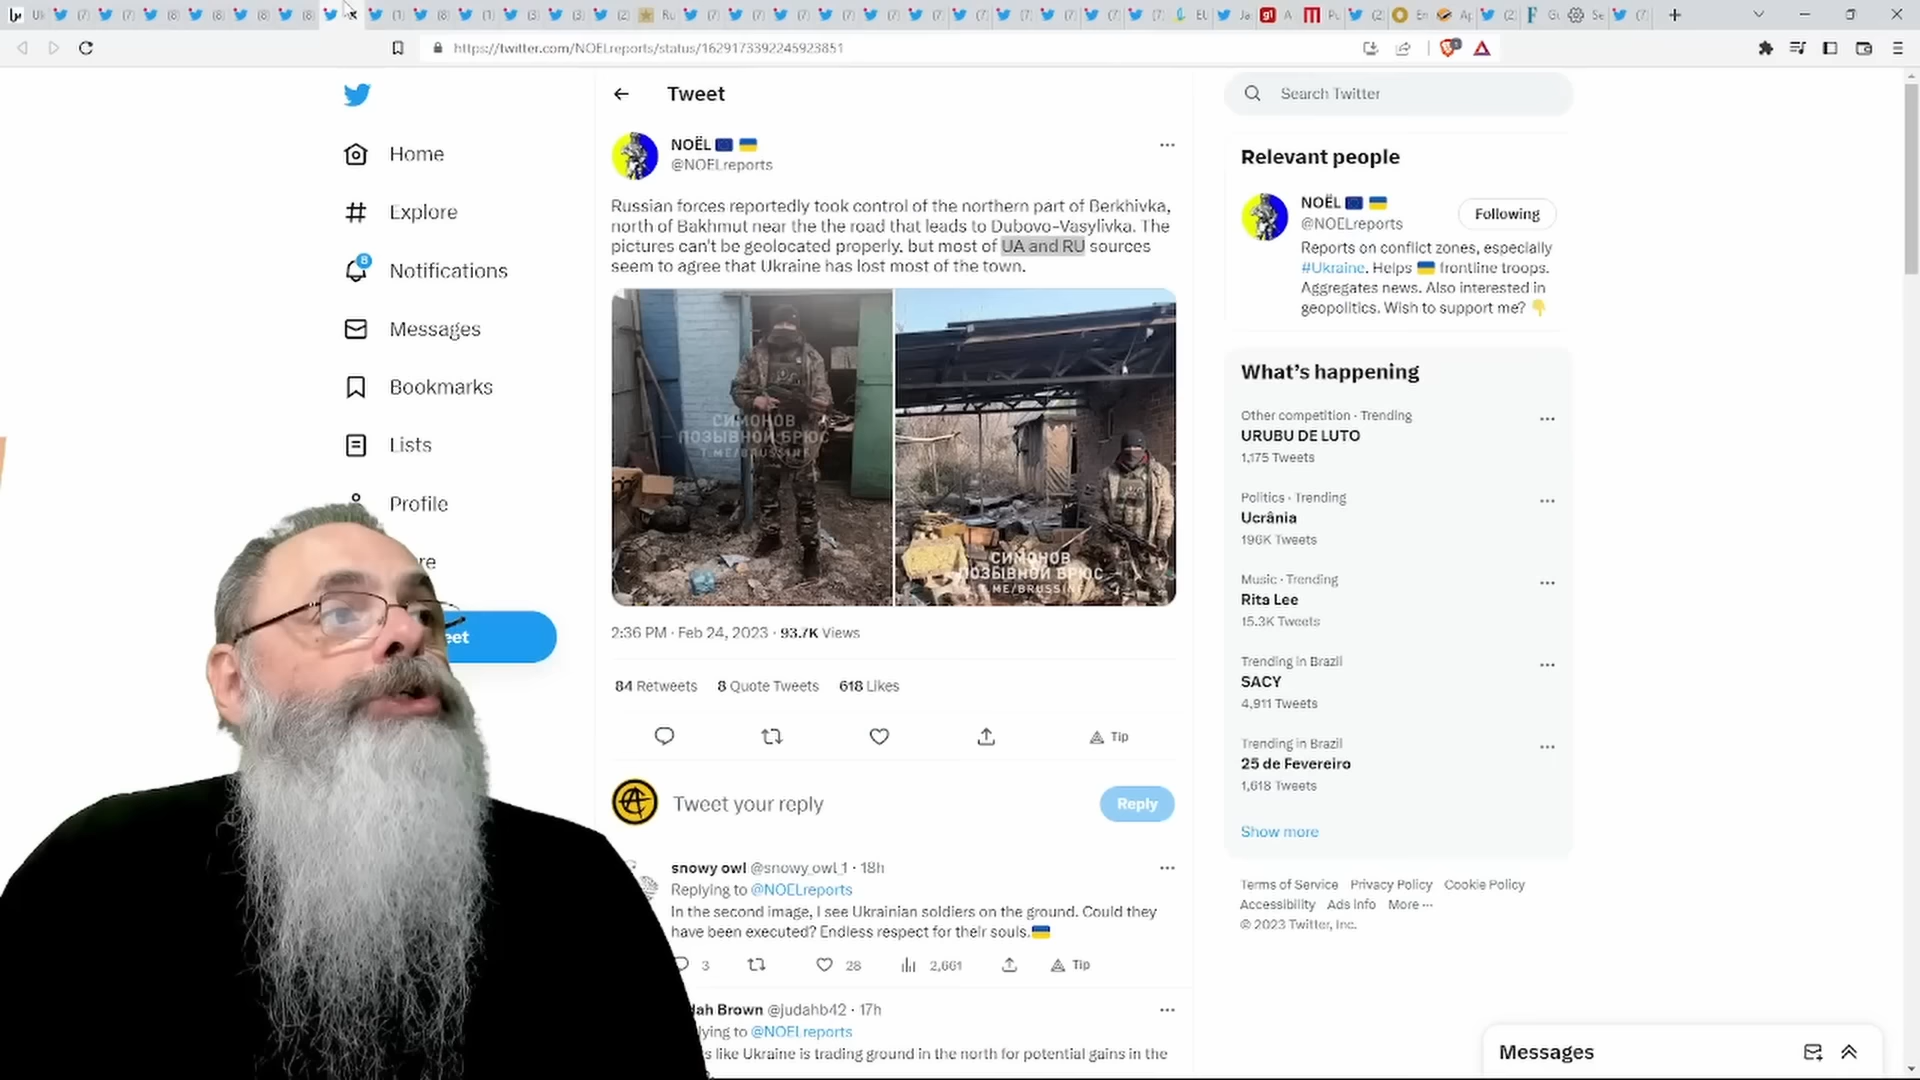 https://twitter.com/NOELreports/status/1629173392245923851
Home
Explore
8
Notifications
Messages
Bookmarks
Lists
Profile
Tweet
NOËL
@NOELreports
Russian forces reportedly took control of the northern part of Berkhivka,
north of Bakhmut near the the road that leads to Dubovo-Vasylivka. The
pictures can't be geolocated properly, but most of UA and RU sources
seem to agree that Ukraine has lost most of the town.
СИМОНОВ
ПОЗЫВНОЙ БРЮС
T.ME/BRUSSINF
СИМОНОВ
ПОЗЫВНОЙ БРЮС
T.ME/BRUSSINF
2:36 PM · Feb 24, 2023 · 93.7K Views
84 Retweets 8 Quote Tweets 618 Likes
Tip
Tweet your reply
Reply
snowy owl @snowy_owl_1 · 18h
Replying to @NOELreports
In the second image, I see Ukrainian soldiers on the ground. Could they
have been executed? Endless respect for their souls.
3 28 2,661 Tip
Brown @judahb42 · 17h
@NOELreports
like Ukraine is trading ground in the north for potential gains in the
Search Twitter
Relevant people
NOËL
@NOELreports
Following
Reports on conflict zones, especially
#Ukraine. Helps frontline troops.
Aggregates news. Also interested in
geopolitics. Wish to support me?
What's happening
Other competition · Trending
URUBU DE LUTO
1,175 Tweets
Politics · Trending
Ucrânia
196K Tweets
Music · Trending
Rita Lee
15.3K Tweets
Trending in Brazil
SACY
4,911 Tweets
Trending in Brazil
25 de Fevereiro
1,618 Tweets
Show more
Terms of Service Privacy Policy Cookie Policy
Accessibility Ads info More ···
© 2023 Twitter, Inc.
Messages